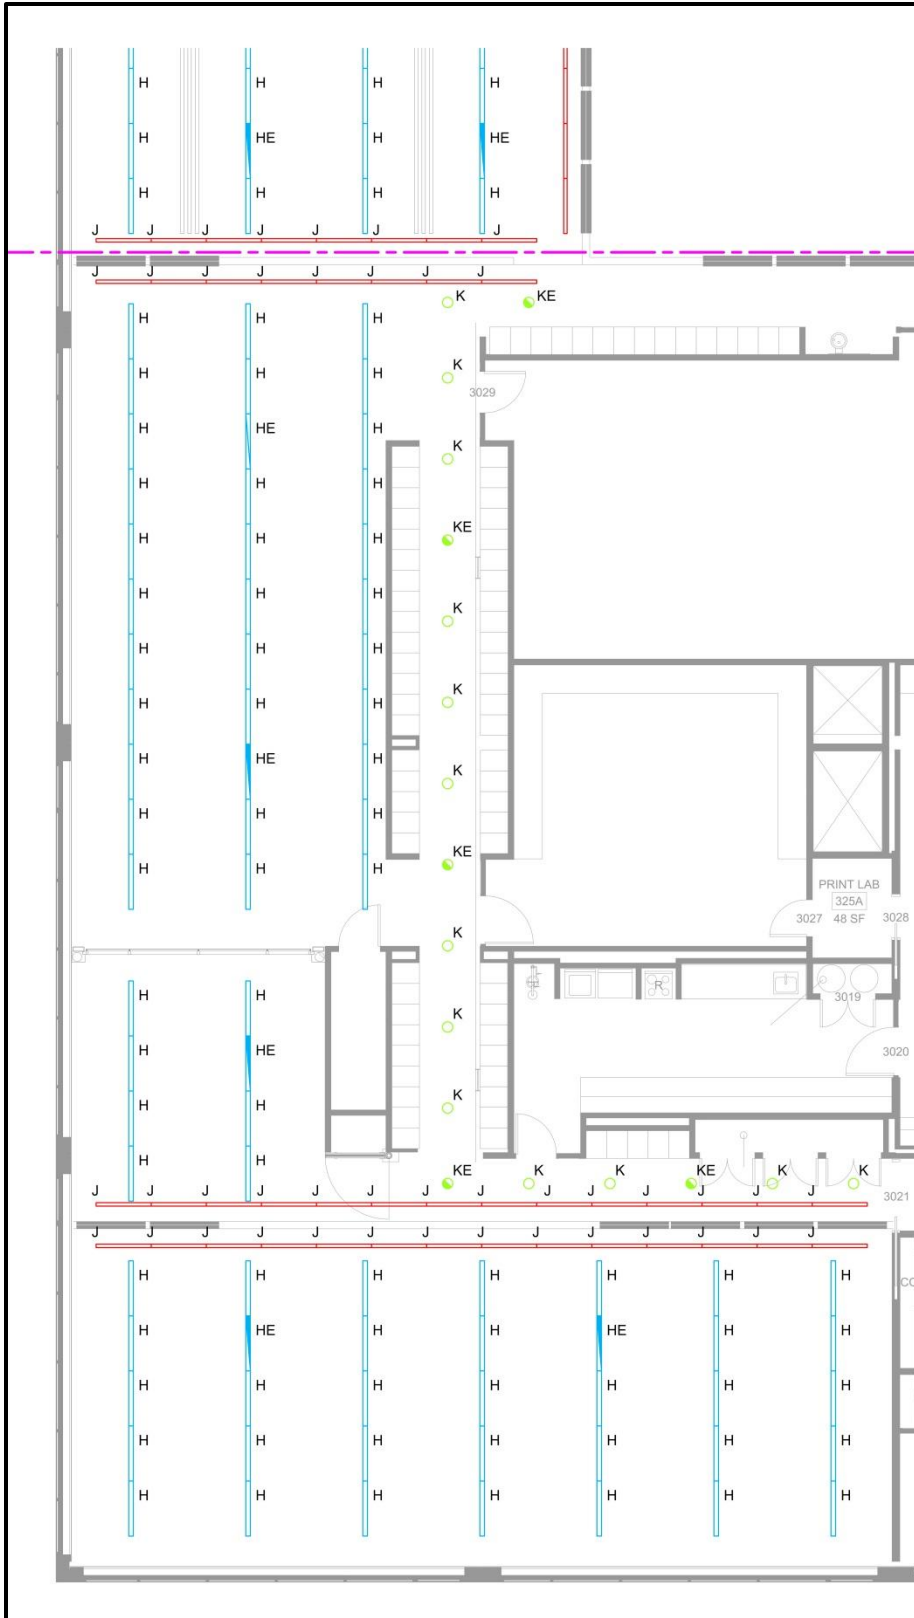 H H H H
H HE H HE
H H H H
J J J J J J J J
J J J J J J J J
K KE
H H H
K
H H H
3029
H HE H
K
H H H
KE
H H H
H H H
K
H H H
K
H H H
H HE H
K
H H H
KE
H H H
PRINT LAB
325A
3027 48 SF 3028
K
R
H H
3019
K
H HE
3020
K
H H
H H
KE K K KE K K
J J J J J J J J J J J J J J
3021
J J J J J J J J J J J J J J
H H H H H H H
H HE H H HE H H
H H H H H H H
H H H H H H H
H H H H H H H